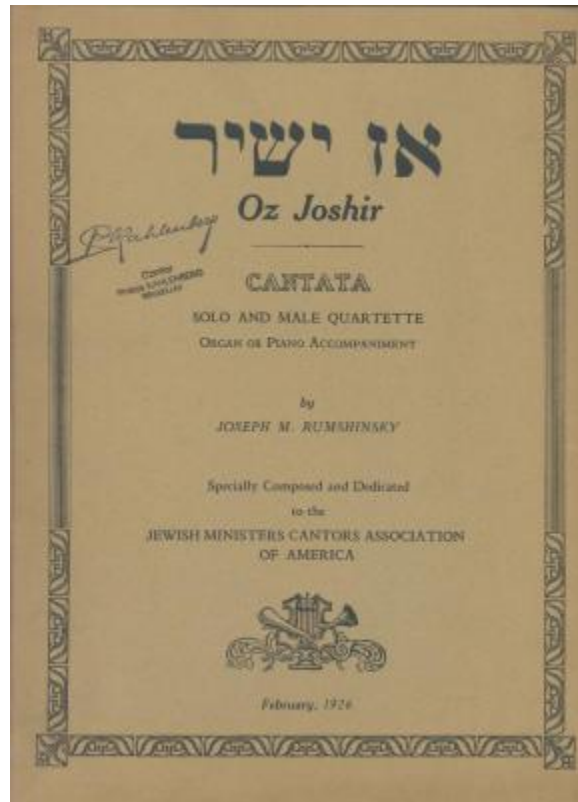 אז ישיר
Oz Joshir
CANTATA
SOLO AND MALE QUARTETTE
ORGAN OR PIANO ACCOMPANIMENT
by
JOSEPH M. RUMSHINSKY
Specially Composed and Dedicated
to the
JEWISH MINISTERS CANTORS ASSOCIATION
OF AMERICA
Cantor
February, 1926